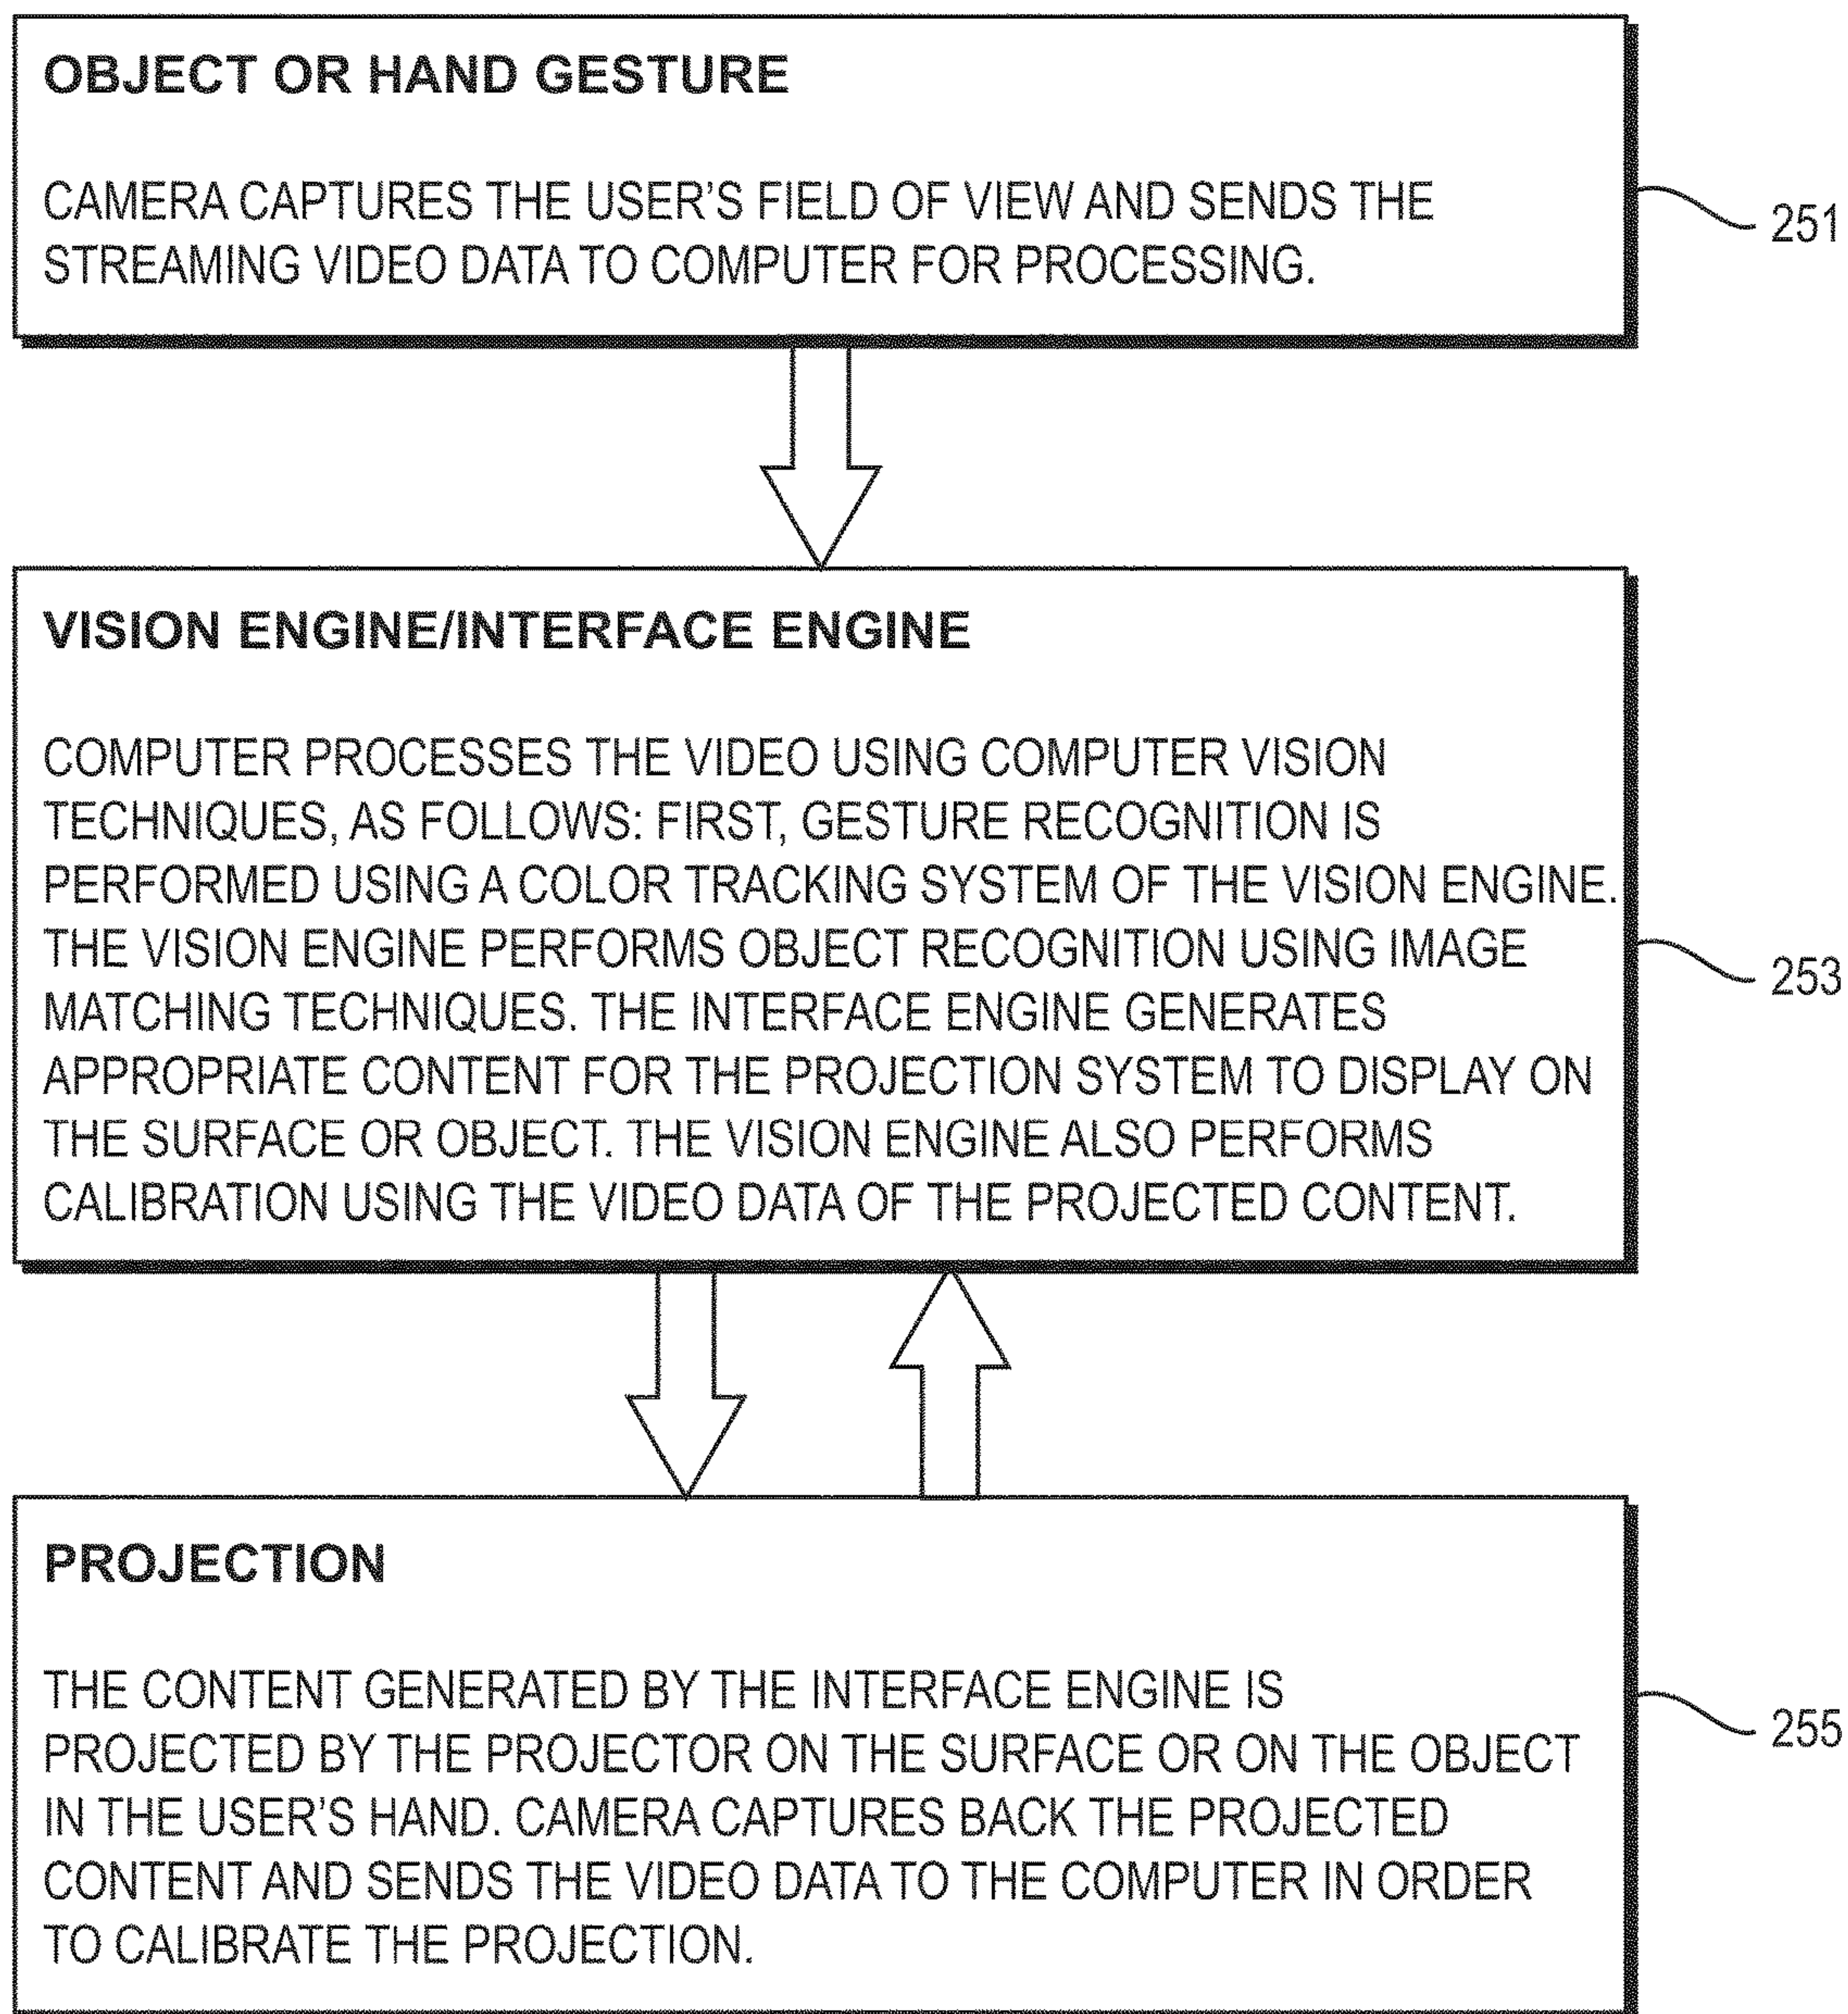 OBJECT OR HAND GESTURE
CAMERA CAPTURES THE USER'S FIELD OF VIEW AND SENDS THE
STREAMING VIDEO DATA TO COMPUTER FOR PROCESSING.
251
VISION ENGINE/INTERFACE ENGINE
COMPUTER PROCESSES THE VIDEO USING COMPUTER VISION
TECHNIQUES, AS FOLLOWS: FIRST, GESTURE RECOGNITION IS
PERFORMED USING A COLOR TRACKING SYSTEM OF THE VISION ENGINE.
THE VISION ENGINE PERFORMS OBJECT RECOGNITION USING IMAGE
MATCHING TECHNIQUES. THE INTERFACE ENGINE GENERATES
APPROPRIATE CONTENT FOR THE PROJECTION SYSTEM TO DISPLAY ON
THE SURFACE OR OBJECT. THE VISION ENGINE ALSO PERFORMS
CALIBRATION USING THE VIDEO DATA OF THE PROJECTED CONTENT.
253
PROJECTION
THE CONTENT GENERATED BY THE INTERFACE ENGINE IS
PROJECTED BY THE PROJECTOR ON THE SURFACE OR ON THE OBJECT
IN THE USER'S HAND. CAMERA CAPTURES BACK THE PROJECTED
CONTENT AND SENDS THE VIDEO DATA TO THE COMPUTER IN ORDER
TO CALIBRATE THE PROJECTION.
255